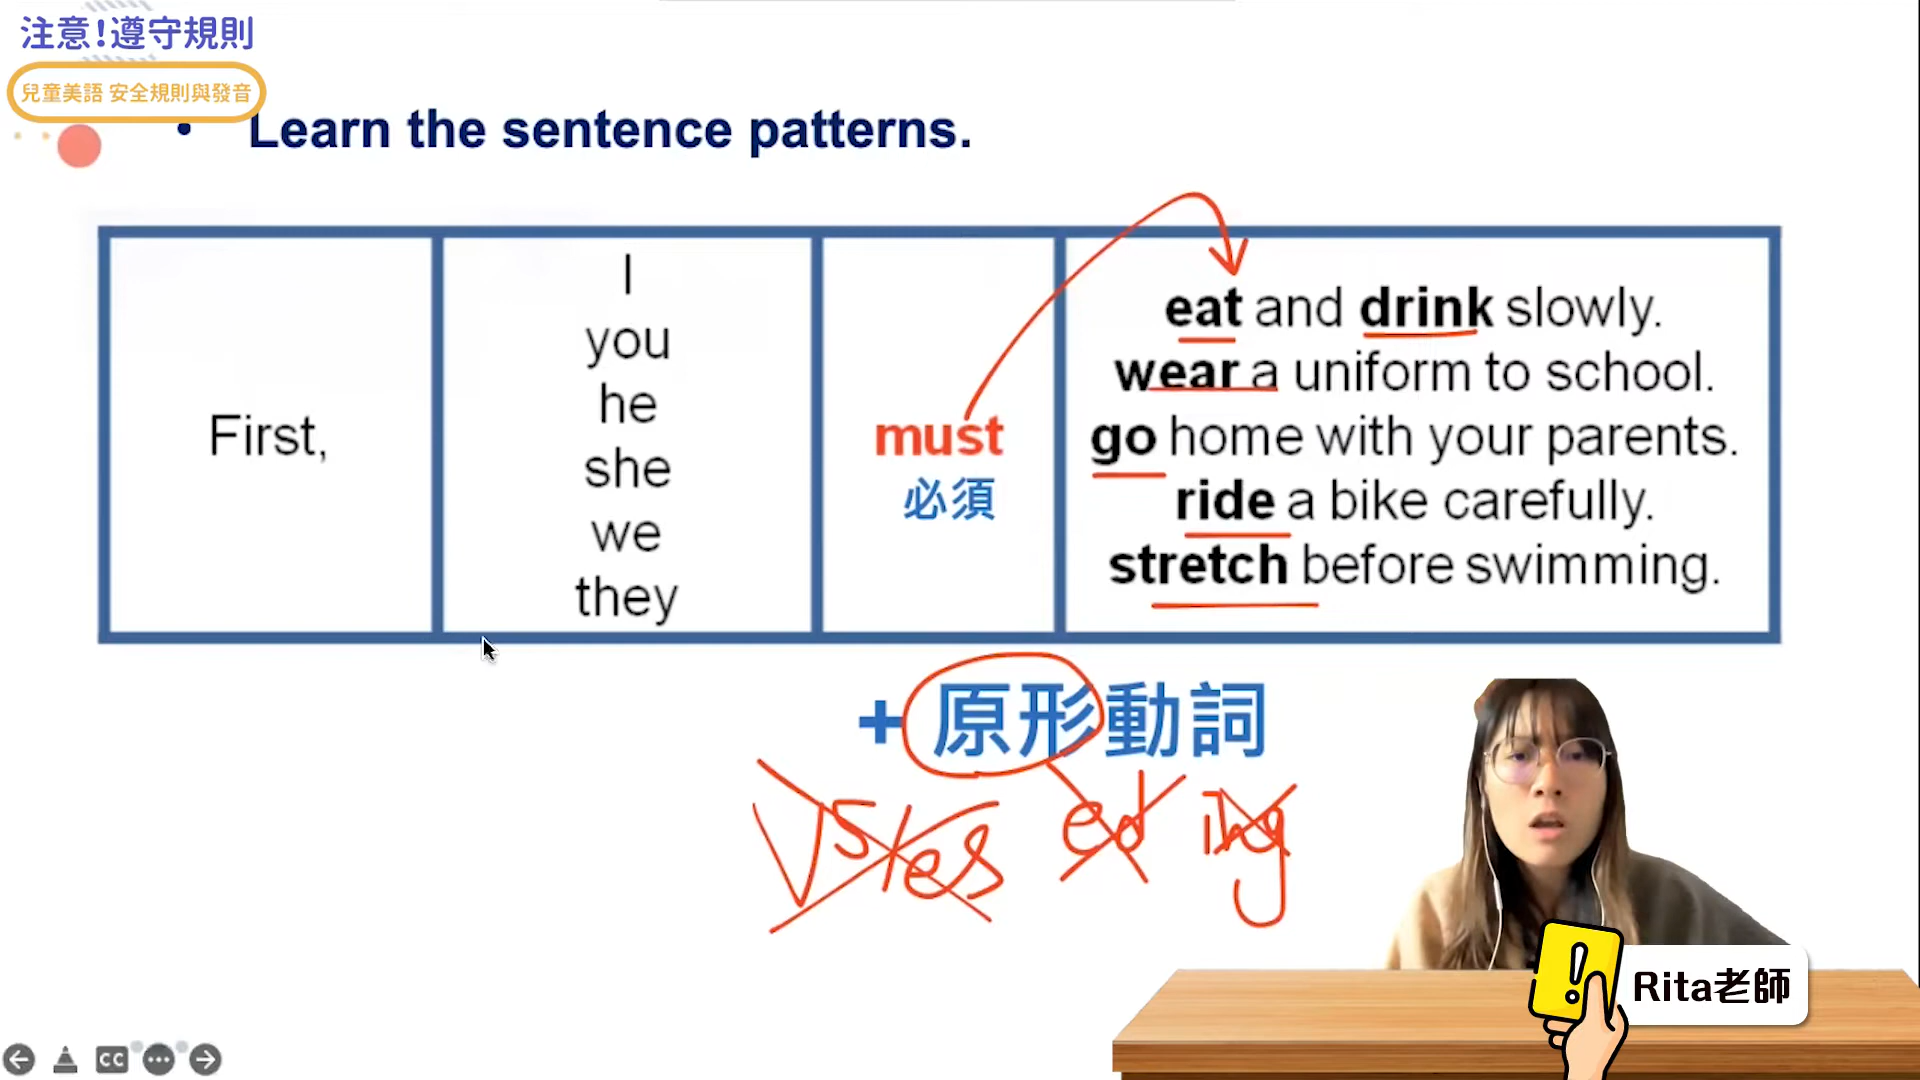 注意!遵守規則
兒童美語 安全規則與發音
• Learn the sentence patterns.
First,
I
you
he
she
we
they
must
必須
eat and drink slowly.
wear a uniform to school.
go home with your parents.
ride a bike carefully.
stretch before swimming.
+ 原形動詞
Vs/es ed ing
Rita老師
CC